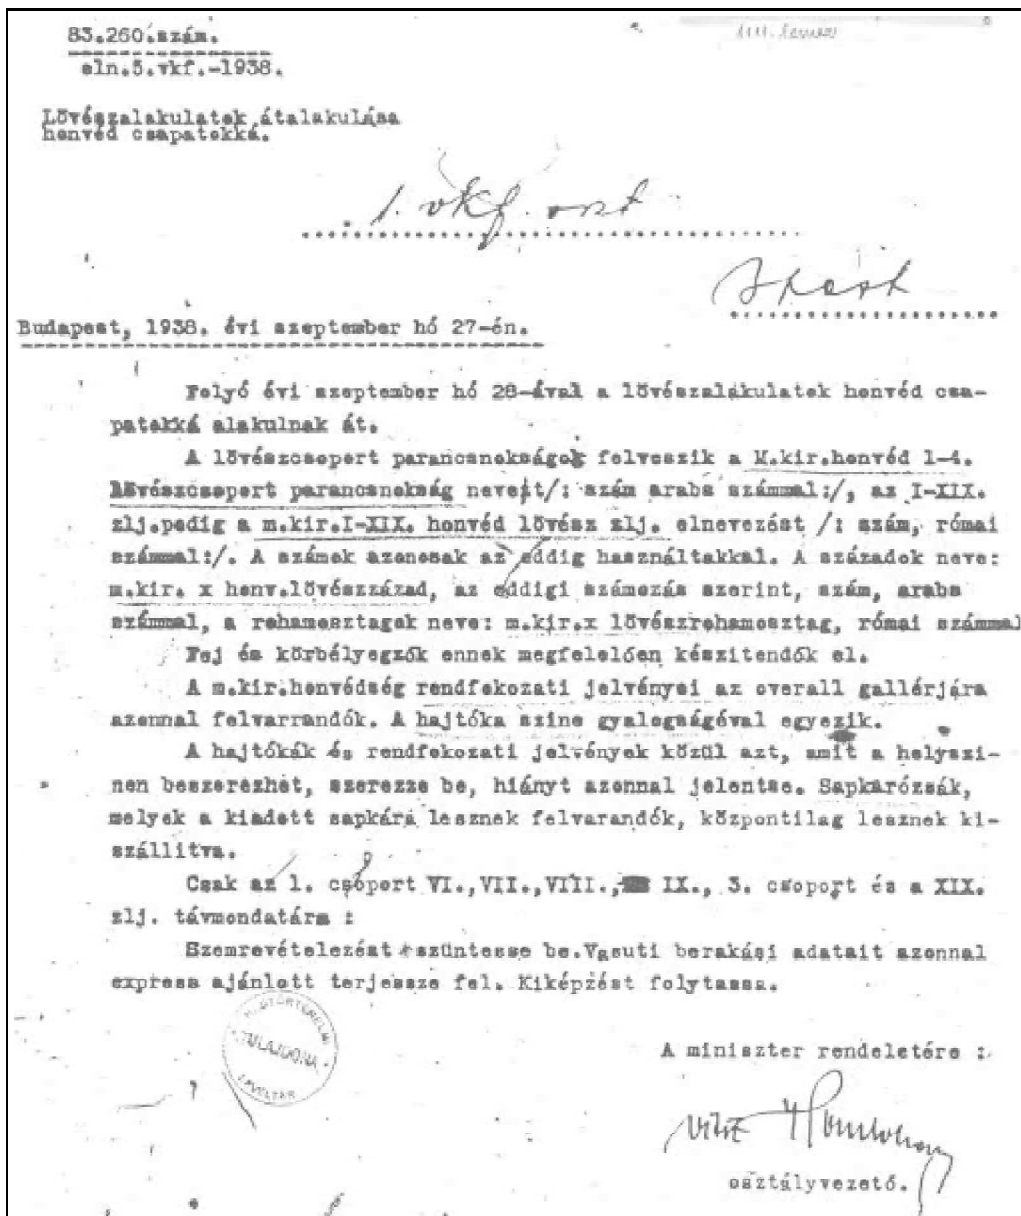 83.260.szám.
eln.5.vkf.-1938.
Lövészalakulatok átalakulása
honvéd csapatokká.
1. vkf. oszt
Budapest, 1938. évi szeptember hó 27-én.
Folyó évi szeptember hó 28-ával a lövészalakulatok honvéd csa-
patokká alakulnak át.
A lövészcsoport parancsnokságok felveszik a M.kir.honvéd 1-4.
lövészcsoport parancsnokság nevet/: szám arabs számmal:/, az I-XIX.
zlj.pedig a m.kir.I-XIX. honvéd lövész zlj. elnevezést /: szám, római
számmal:/. A számok azonosak az eddig használtakkal. A századok neve:
m.kir. x honv.lövészszázad, az eddigi számozás szerint, szám, arabs
számmal, a rohamosztagok neve: m.kir.x lövészrohamosztag, római számmal
Fej és körbélyegzők ennek megfelelően készitendők el.
A m.kir.honvédség rendfokozati jelvényei az overall gallérjára
azonnal felvarrandók. A hajtóka szine gyalogságéval egyezik.
A hajtókák és rendfokozati jelvények közül azt, amit a helyszi-
nen beszerezhet, szerezze be, hiányt azonnal jelentse. Sapkarózsák,
melyek a kiadott sapkára lesznek felvarandók, központilag lesznek ki-
szállitva.
Csak az 1. csoport VI.,VII.,VIII., IX., 3. csoport és a XIX.
zlj. távmondatára :
Szemrevételezést szüntesse be.Vasuti berakási adatait azonnal
express ajánlott terjessze fel. Kiképzést folytassa.
TULAJDONA
LEVÉLTÁR
A miniszter rendeletére :
vitéz
osztályvezető.